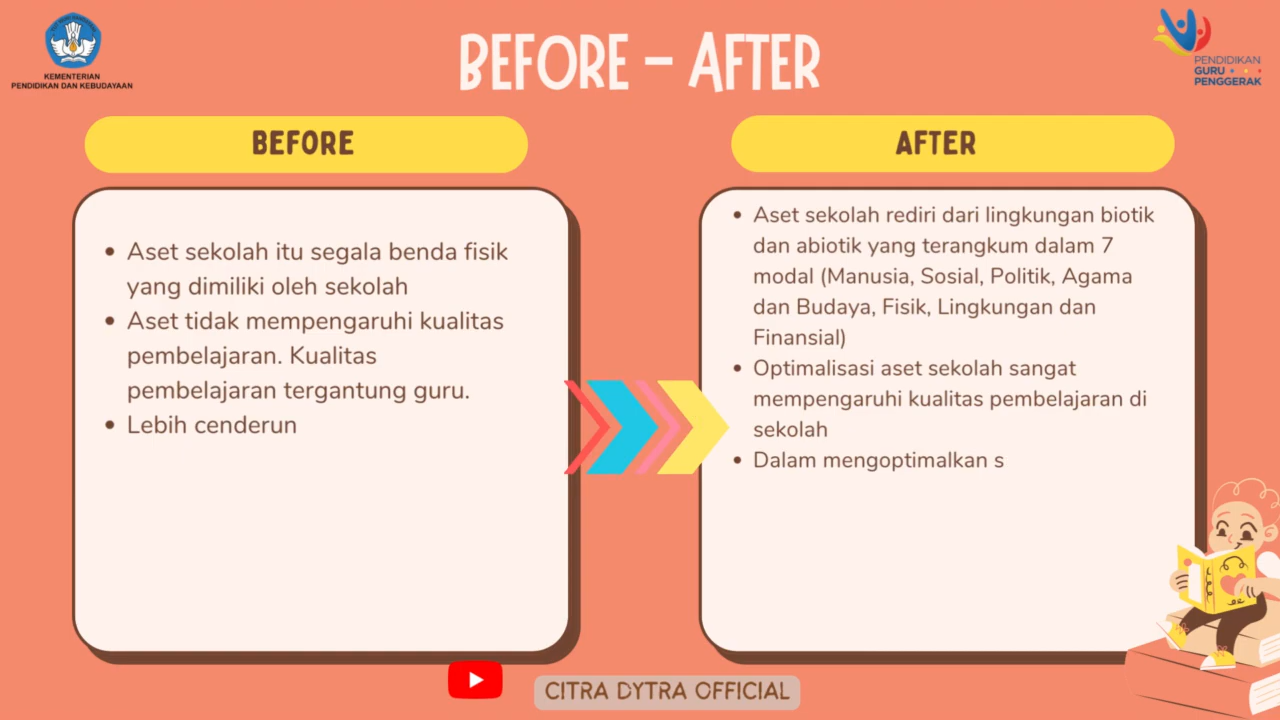 KEMENTERIAN
PENDIDIKAN DAN KEBUDAYAAN
BEFORE – AFTER
PENDIDIKAN
GURU
PENGGERAK
BEFORE
• Aset sekolah itu segala benda fisik
yang dimiliki oleh sekolah
• Aset tidak mempengaruhi kualitas
pembelajaran. Kualitas
pembelajaran tergantung guru.
• Lebih cenderun
AFTER
• Aset sekolah rediri dari lingkungan biotik
dan abiotik yang terangkum dalam 7
modal (Manusia, Sosial, Politik, Agama
dan Budaya, Fisik, Lingkungan dan
Finansial)
• Optimalisasi aset sekolah sangat
mempengaruhi kualitas pembelajaran di
sekolah
• Dalam mengoptimalkan s
CITRA DYTRA OFFICIAL